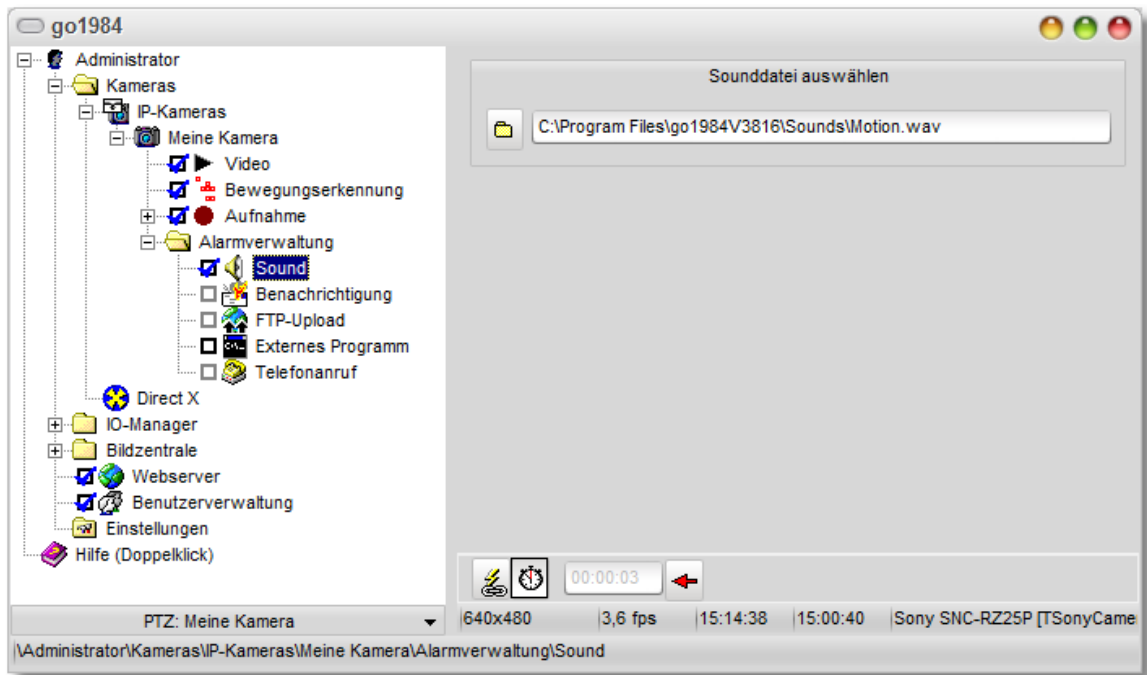 go1984
Administrator
Kameras
IP-Kameras
Meine Kamera
Video
Bewegungserkennung
Aufnahme
Alarmverwaltung
Sound
Benachrichtigung
FTP-Upload
Externes Programm
Telefonanruf
Direct X
IO-Manager
Bildzentrale
Webserver
Benutzerverwaltung
Einstellungen
Hilfe (Doppelklick)
Sounddatei auswählen
C:\Program Files\go1984V3816\Sounds\Motion.wav
00:00:03
PTZ: Meine Kamera
640x480 3,6 fps 15:14:38 15:00:40 Sony SNC-RZ25P [TSonyCame
\Administrator\Kameras\IP-Kameras\Meine Kamera\Alarmverwaltung\Sound